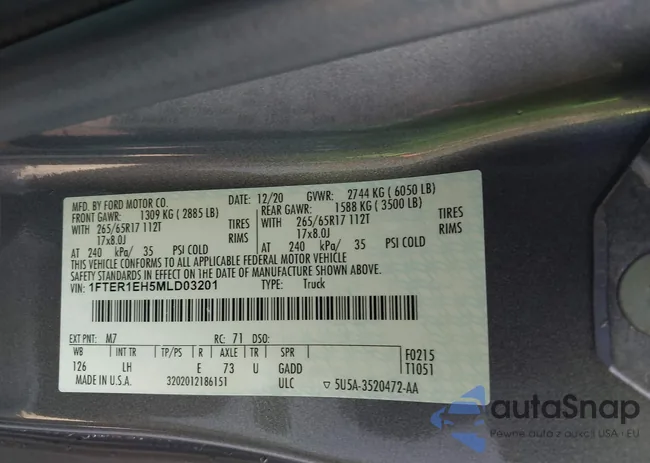 MFD. BY FORD MOTOR CO. DATE: 12/20 GVWR: 2744 KG ( 6050 LB)
FRONT GAWR: 1309 KG ( 2885 LB) REAR GAWR: 1588 KG ( 3500 LB)
WITH 265/65R17 112T TIRES WITH 265/65R17 112T TIRES
17x8.0J RIMS 17x8.0J RIMS
AT 240 kPa/ 35 PSI COLD AT 240 kPa/ 35 PSI COLD
THIS VEHICLE CONFORMS TO ALL APPLICABLE FEDERAL MOTOR VEHICLE
SAFETY STANDARDS IN EFFECT ON THE DATE OF MANUFACTURE SHOWN ABOVE.
VIN: 1FTER1EH5MLD03201 TYPE: Truck
EXT PNT: M7 RC: 71 DSO:
WB INT TR TP/PS R AXLE TR SPR F0215
126 LH E 73 U GADD T1051
MADE IN U.S.A. 3202012186151 ULC 5U5A-3520472-AA
autaSnap
Pewne auta z aukcji USA i EU